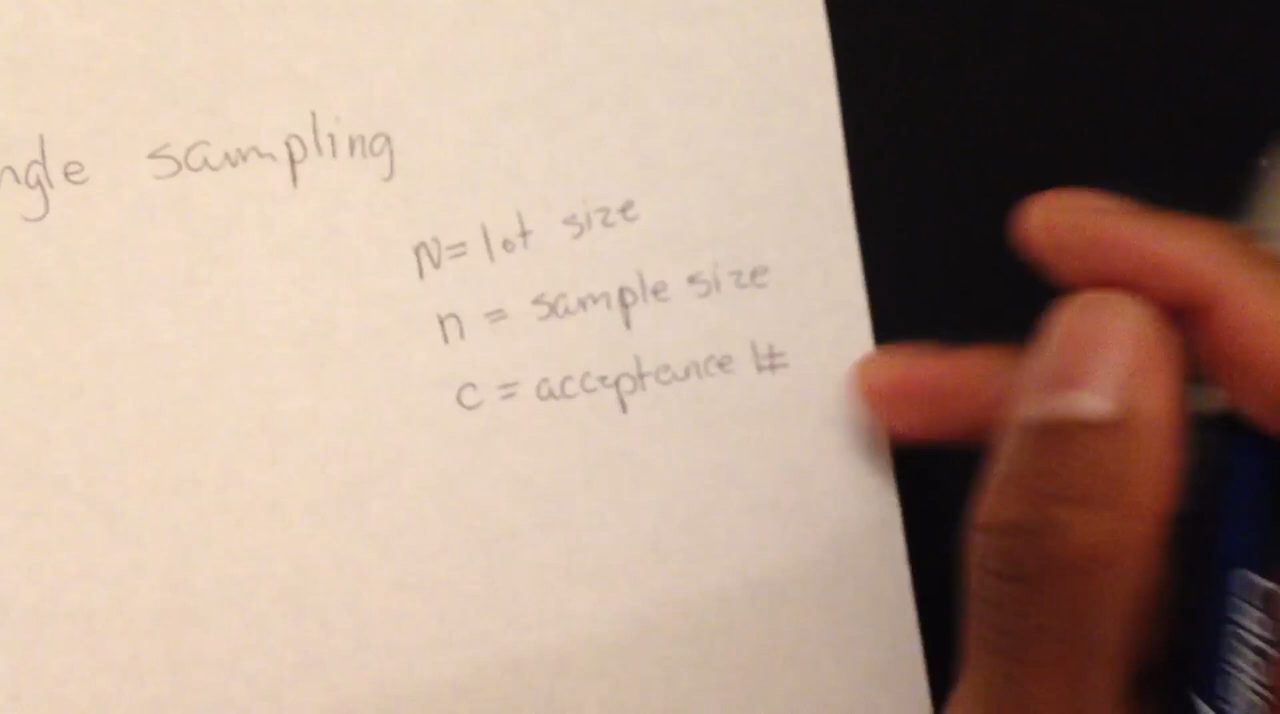 ngle sampling
N= lot size
n = sample size
c = acceptance #